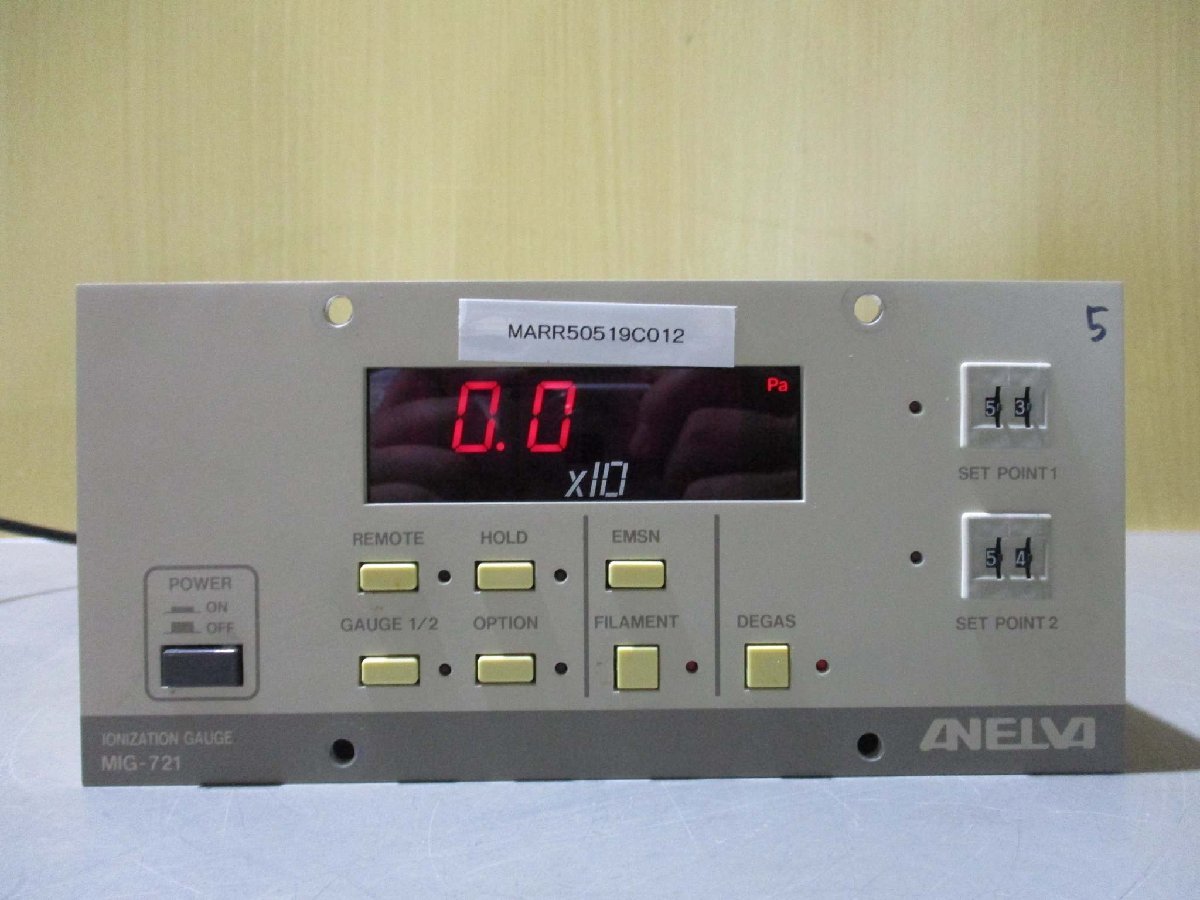 5
MARR50519C012
0.0
Pa
x10
5 3
SET POINT 1
5 4
SET POINT 2
REMOTE
HOLD
EMSN
GAUGE 1/2
OPTION
FILAMENT
DEGAS
POWER
ON
OFF
IONIZATION GAUGE
MIG-721
ANELVA